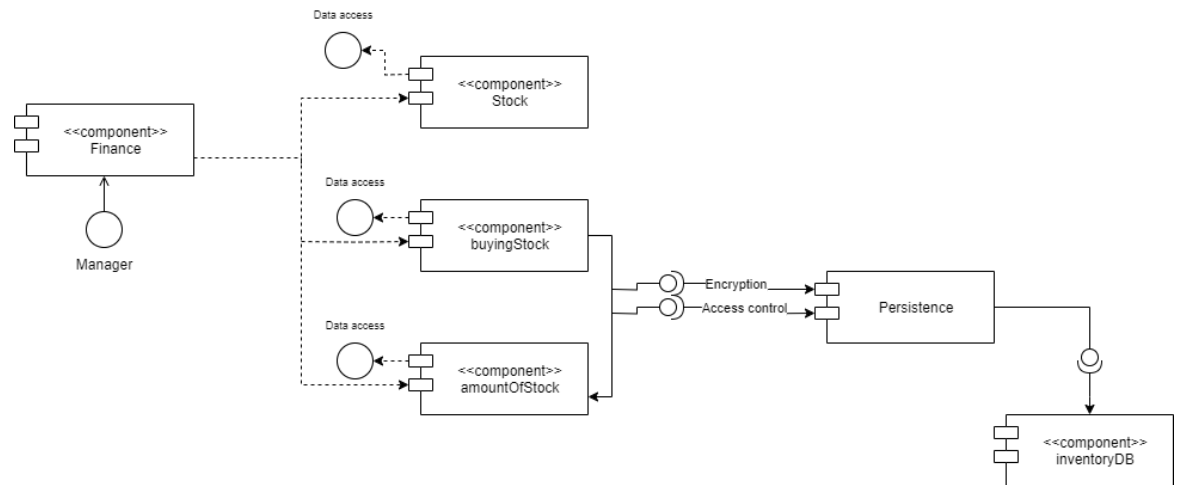 Data access
<<component>>
Stock
<<component>>
Finance
Manager
Data access
<<component>>
buyingStock
Encryption
Access control
Persistence
Data access
<<component>>
amountOfStock
<<component>>
inventoryDB